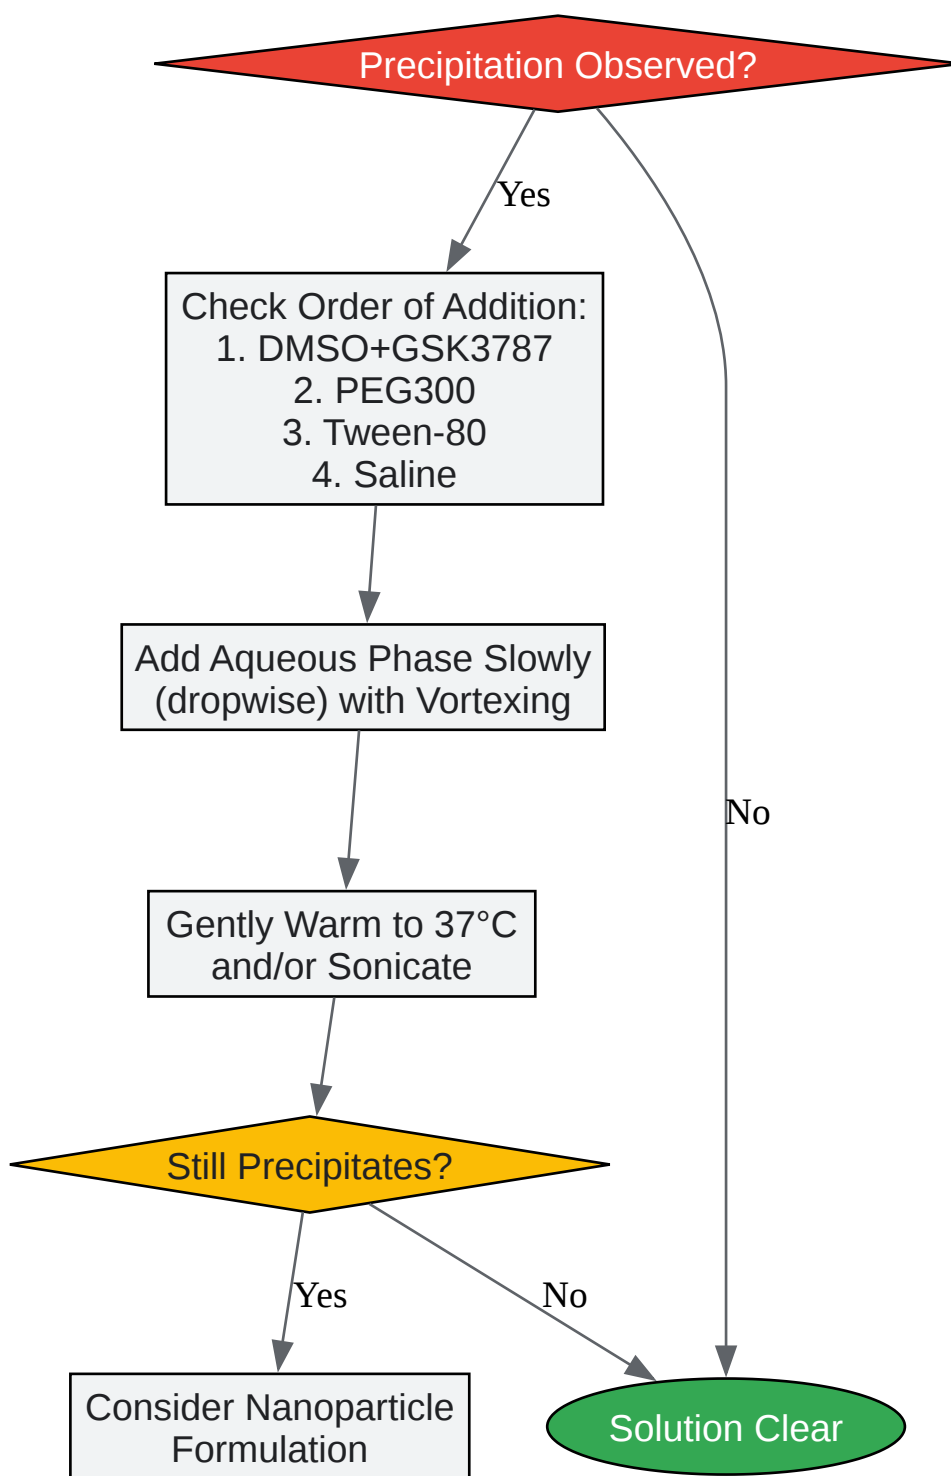 Precipitation Observed?
Yes
Check Order of Addition:
1. DMSO+GSK3787
2. PEG300
3. Tween-80
4. Saline
Add Aqueous Phase Slowly
(dropwise) with Vortexing
No
Gently Warm to 37°C
and/or Sonicate
Still Precipitates?
Yes
No
Consider Nanoparticle
Formulation
Solution Clear